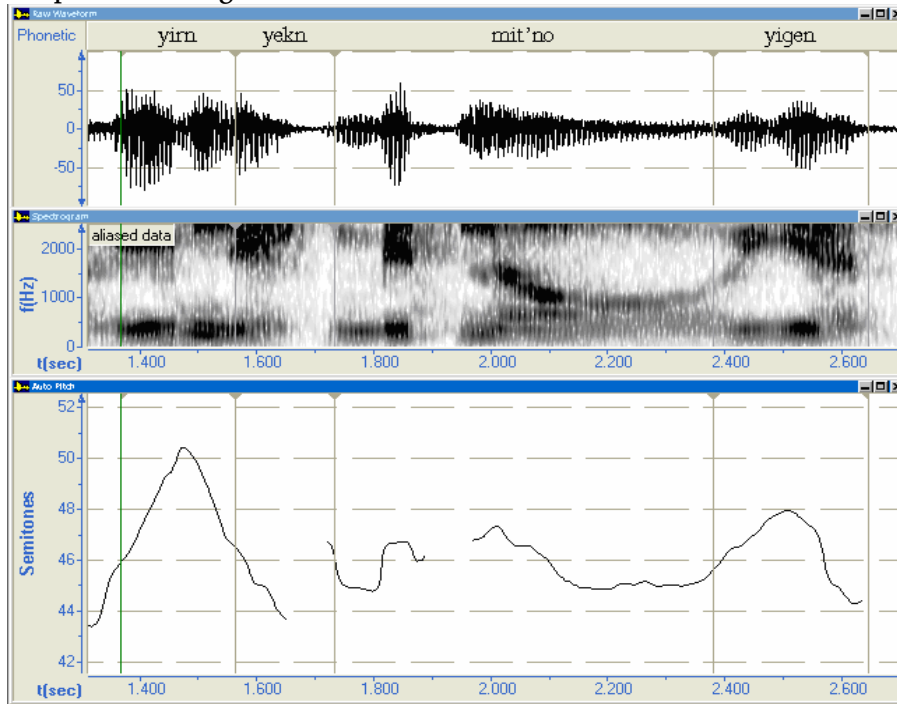 Raw Waveform
Phonetic yirn yekn mit'no yigen
50
0
-50
Spectrogram
aliased data
2000
1000
0
f(Hz)
t(sec) 1.400 1.600 1.800 2.000 2.200 2.400 2.600
Auto Pitch
52
50
48
46
44
42
Semitones
t(sec) 1.400 1.600 1.800 2.000 2.200 2.400 2.600